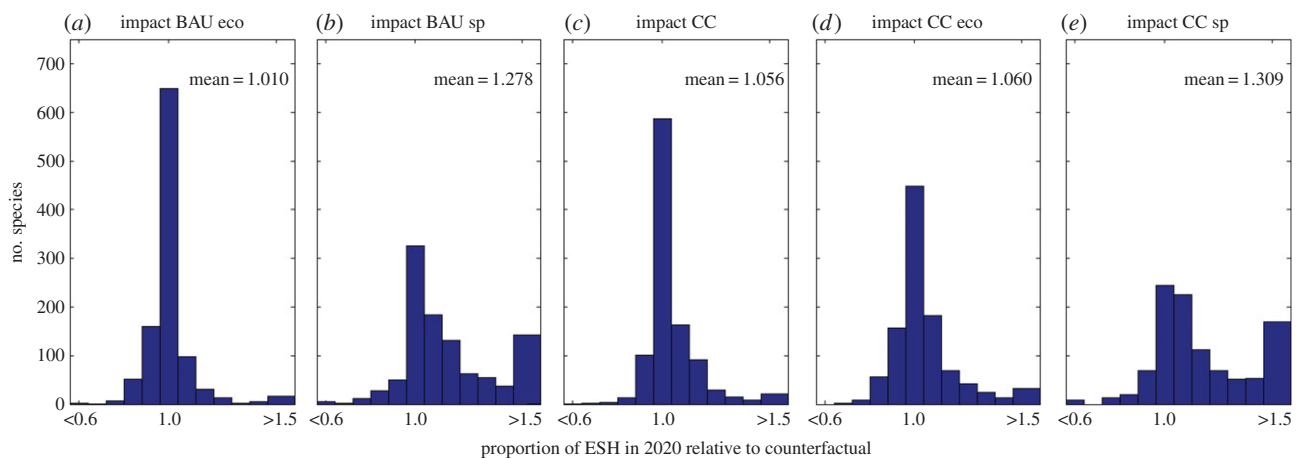 (a) impact BAU eco (b) impact BAU sp (c) impact CC (d) impact CC eco (e) impact CC sp
700
mean = 1.010 mean = 1.278 mean = 1.056 mean = 1.060 mean = 1.309
600
500
400
no. species
300
200
100
0
<0.6 1.0 >1.5 <0.6 1.0 >1.5 <0.6 1.0 >1.5 <0.6 1.0 >1.5 <0.6 1.0 >1.5
proportion of ESH in 2020 relative to counterfactual